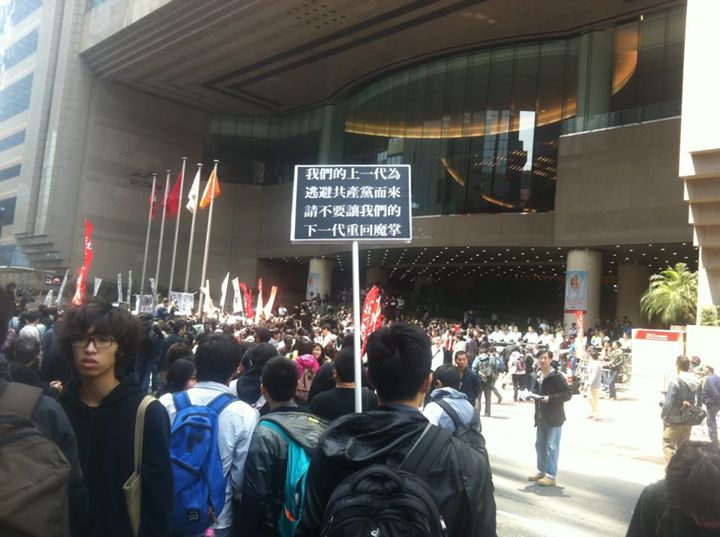 我們的上一代為
逃避共產黨而來
請不要讓我們的
下一代重回魔掌